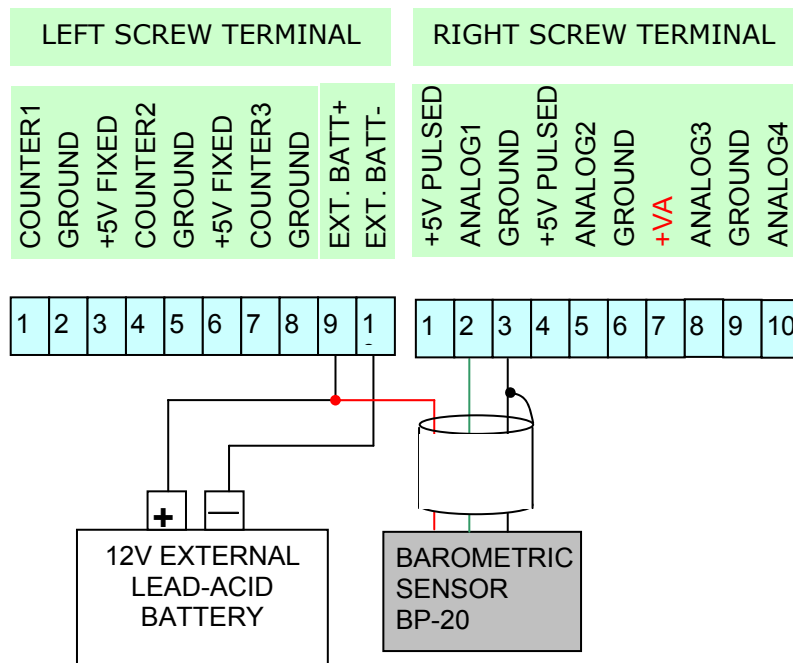 LEFT SCREW TERMINAL
RIGHT SCREW TERMINAL
COUNTER1
GROUND
+5V FIXED
COUNTER2
GROUND
+5V FIXED
COUNTER3
GROUND
EXT. BATT+
EXT. BATT-
+5V PULSED
ANALOG1
GROUND
+5V PULSED
ANALOG2
GROUND
+VA
ANALOG3
GROUND
ANALOG4
1 2 3 4 5 6 7 8 9 1
1 2 3 4 5 6 7 8 9 10
+ —
12V EXTERNAL
LEAD-ACID
BATTERY
BAROMETRIC
SENSOR
BP-20